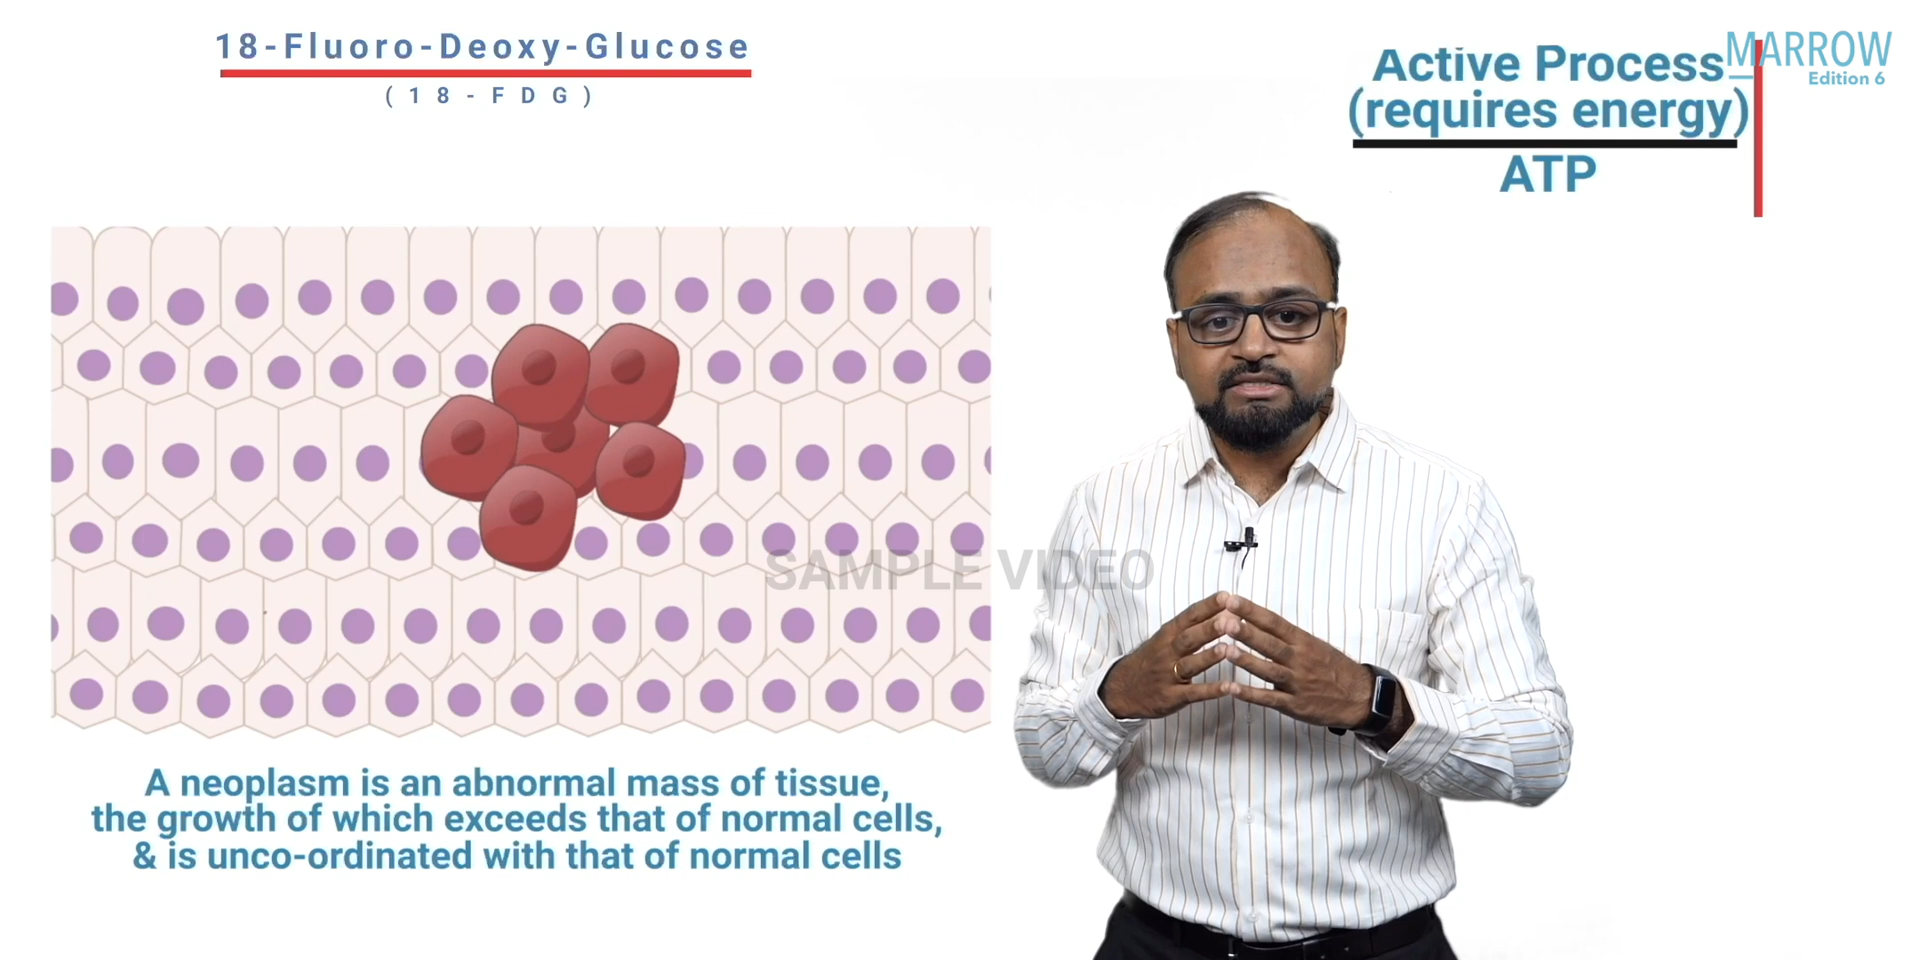 18-Fluoro-Deoxy-Glucose
(18-FDG)
Active Process
(requires energy)
ATP
MARROW
Edition 6
SAMPLE VIDEO
A neoplasm is an abnormal mass of tissue,
the growth of which exceeds that of normal cells,
& is unco-ordinated with that of normal cells